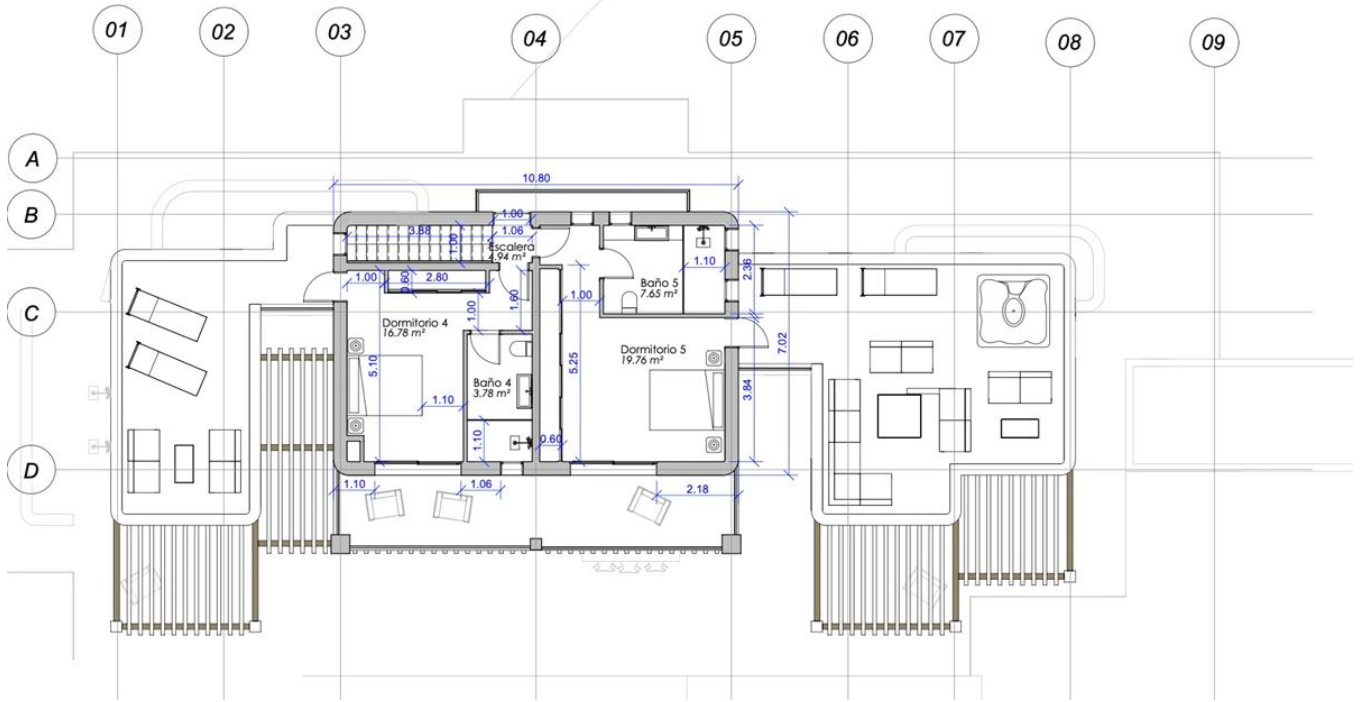 01
02
03
04
05
06
07
08
09
A
B
C
D
10.80
1.00
3.88
1.00
1.06
Escalera
4.94 m²
1.10
2.36
1.00
0.60
2.80
1.60
1.00
1.00
Baño 5
7.65 m²
Dormitorio 4
16.78 m²
Dormitorio 5
19.76 m²
7.02
5.10
5.25
3.84
Baño 4
3.78 m²
1.10
1.10
0.60
1.10
1.06
2.18